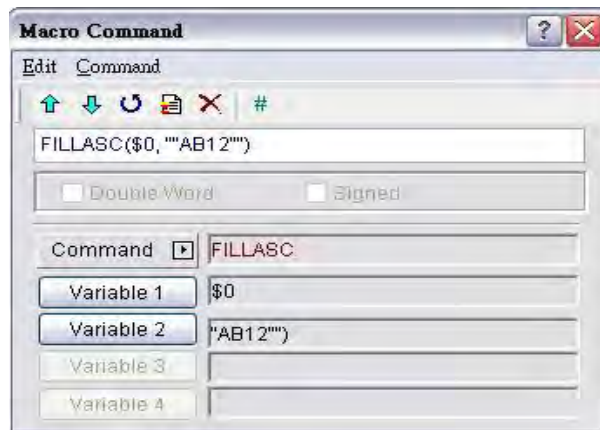 Macro Command
Edit Command
#
FILLASC($0, ""AB12"")
Double Word Signed
Command FILLASC
Variable 1 $0
Variable 2 "AB12"")
Variable 3
Variable 4